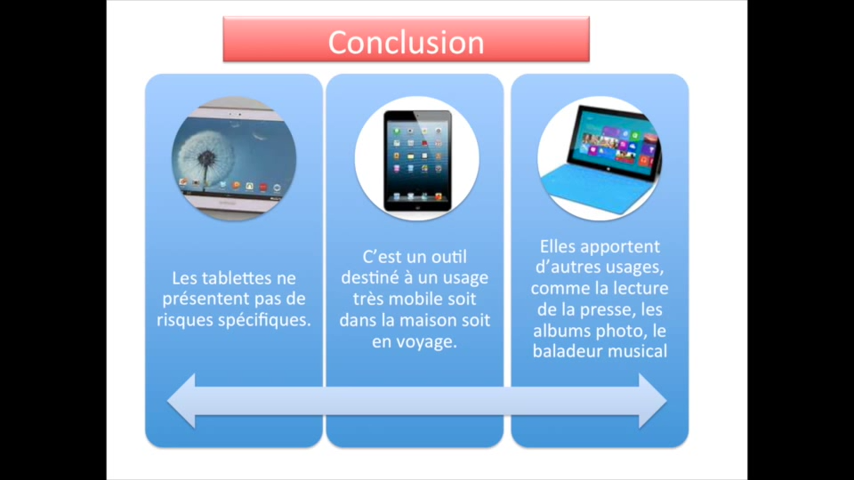 Conclusion
Les tablettes ne
présentent pas de
risques spécifiques.
C’est un outil
destiné à un usage
très mobile soit
dans la maison soit
en voyage.
Elles apportent
d’autres usages,
comme la lecture
de la presse, les
albums photo, le
baladeur musical